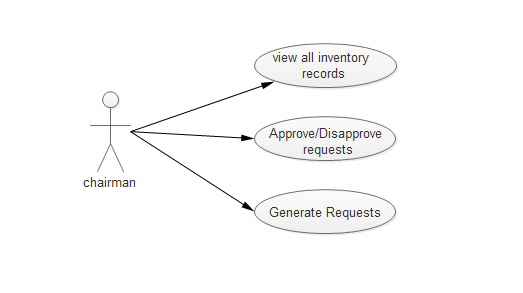 view all inventory
records
Approve/Disapprove
requests
chairman
Generate Requests